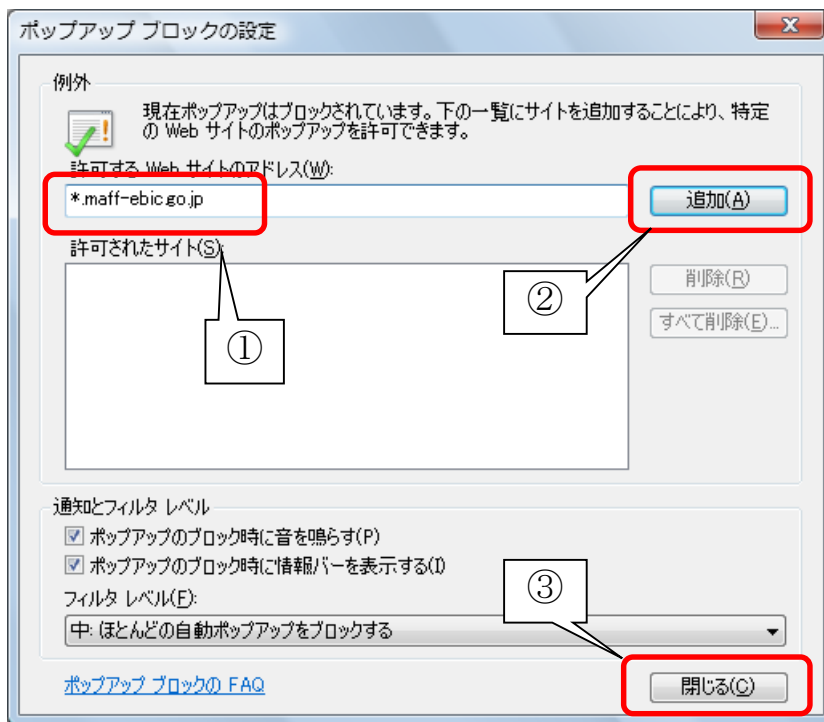 ポップアップ ブロックの設定
例外
現在ポップアップはブロックされています。下の一覧にサイトを追加することにより、特定
の Web サイトのポップアップを許可できます。
許可する Web サイトのアドレス(W):
*.maff-ebic.go.jp
追加(A)
許可されたサイト(S):
②
削除(R)
すべて削除(E)...
①
通知とフィルタ レベル
ポップアップのブロック時に音を鳴らす(P)
ポップアップのブロック時に情報バーを表示する(I)
③
フィルタ レベル(F):
中: ほとんどの自動ポップアップをブロックする
ポップアップ ブロックの FAQ
閉じる(C)